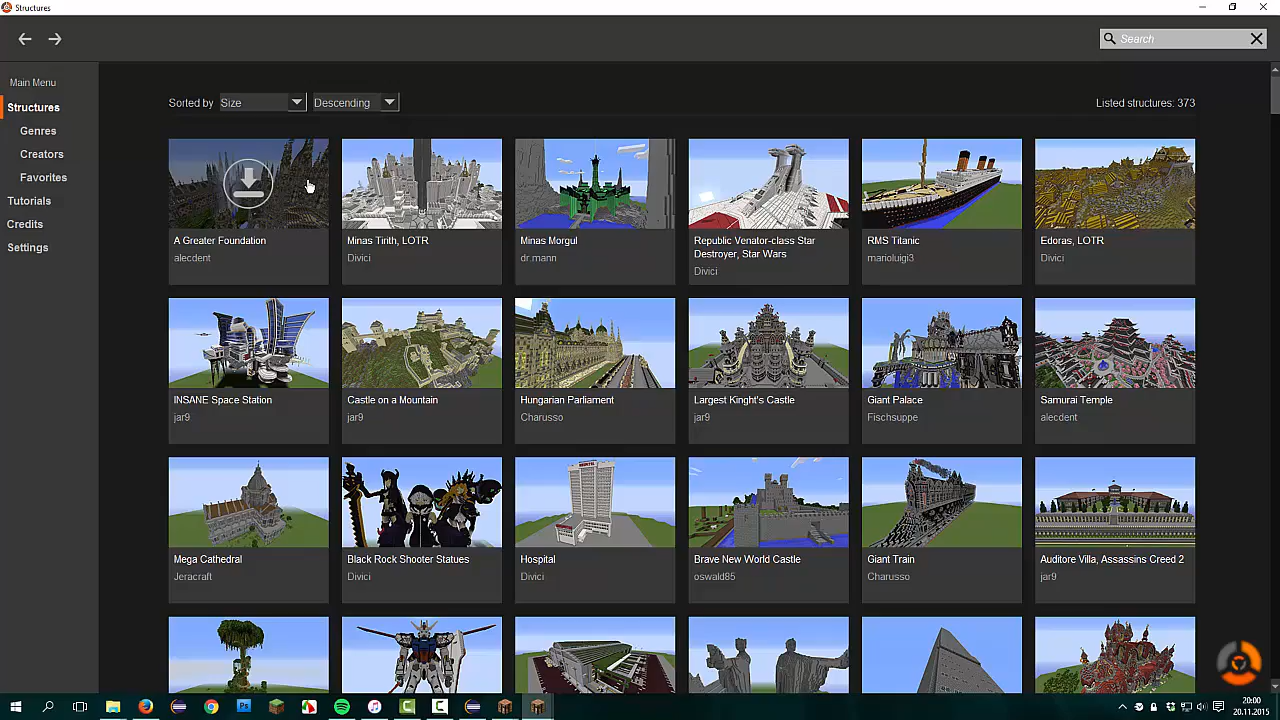 Structures
Search
Main Menu
Structures
Genres
Creators
Favorites
Tutorials
Credits
Settings
Sorted by Size Descending Listed structures: 373
A Greater Foundation
alecdent
Minas Tirith, LOTR
Divici
Minas Morgul
dr.mann
Republic Venator-class Star
Destroyer, Star Wars
Divici
RMS Titanic
marioluigi3
Edoras, LOTR
Divici
INSANE Space Station
jar9
Castle on a Mountain
jar9
Hungarian Parliament
Charusso
Largest Kinght's Castle
jar9
Giant Palace
Fischsuppe
Samurai Temple
alecdent
Mega Cathedral
Jeracraft
Black Rock Shooter Statues
Divici
Hospital
Divici
Brave New World Castle
oswald85
Giant Train
Charusso
Auditore Villa, Assassins Creed 2
jar9
20:00
20.11.2015